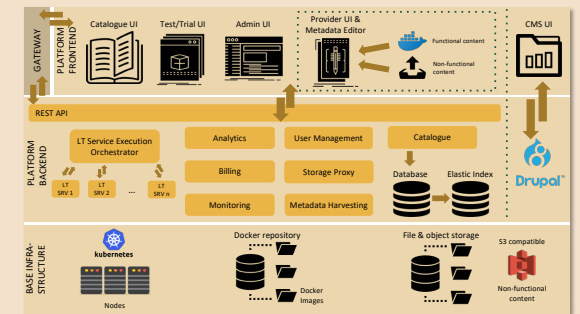 GATEWAY
PLATFORM
FRONTEND
Catalogue UI
Test/Trial UI
Admin UI
Provider UI &
Metadata Editor
Functional content
Non-functional
content
CMS UI
REST API
PLATFORM
BACKEND
LT Service Execution
Orchestrator
LT
SRV 1
LT
SRV 2
...
LT
SRV n
Analytics
User Management
Catalogue
Billing
Storage Proxy
Monitoring
Metadata Harvesting
Database
Elastic Index
Drupal™
BASE INFRA-
STRUCTURE
kubernetes
Nodes
Docker repository
Docker
Images
File & object storage
S3 compatible
Non-functional
content